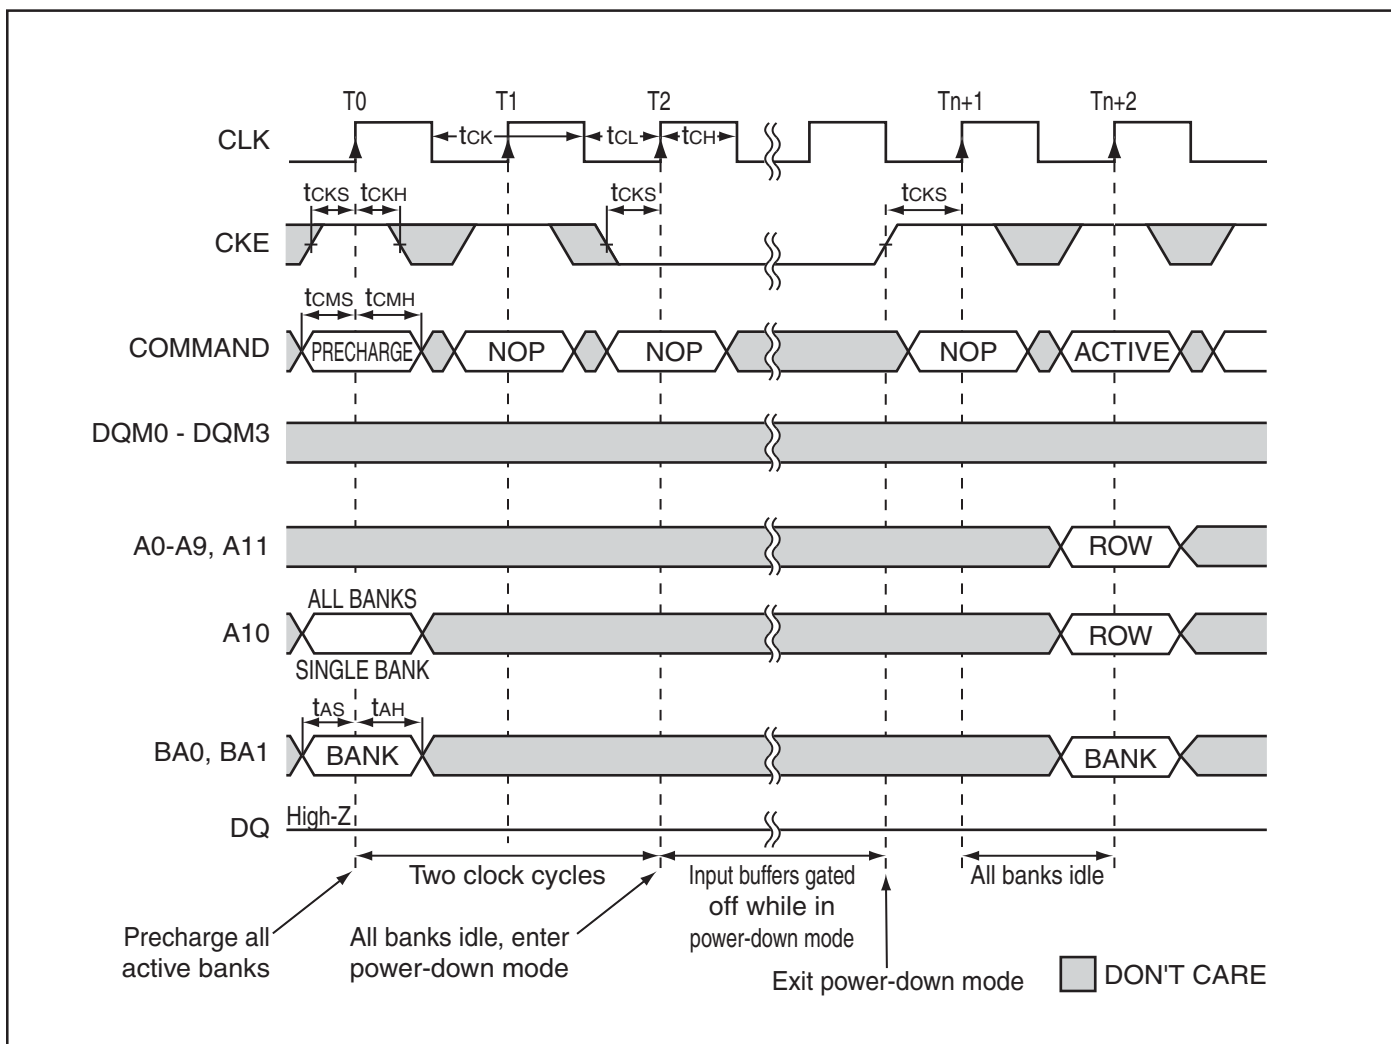 T0 T1 T2 Tn+1 Tn+2
CLK tCK tCL tCH
tCKS tCKH tCKS tCKS
CKE
tCMS tCMH
COMMAND PRECHARGE NOP NOP NOP ACTIVE
DQM0 - DQM3
A0-A9, A11 ROW
ALL BANKS
A10 ROW
SINGLE BANK
tAS tAH
BA0, BA1 BANK BANK
DQ High-Z
Two clock cycles
Input buffers gated
off while in
power-down mode
All banks idle
Precharge all
active banks
All banks idle, enter
power-down mode
Exit power-down mode
DON'T CARE